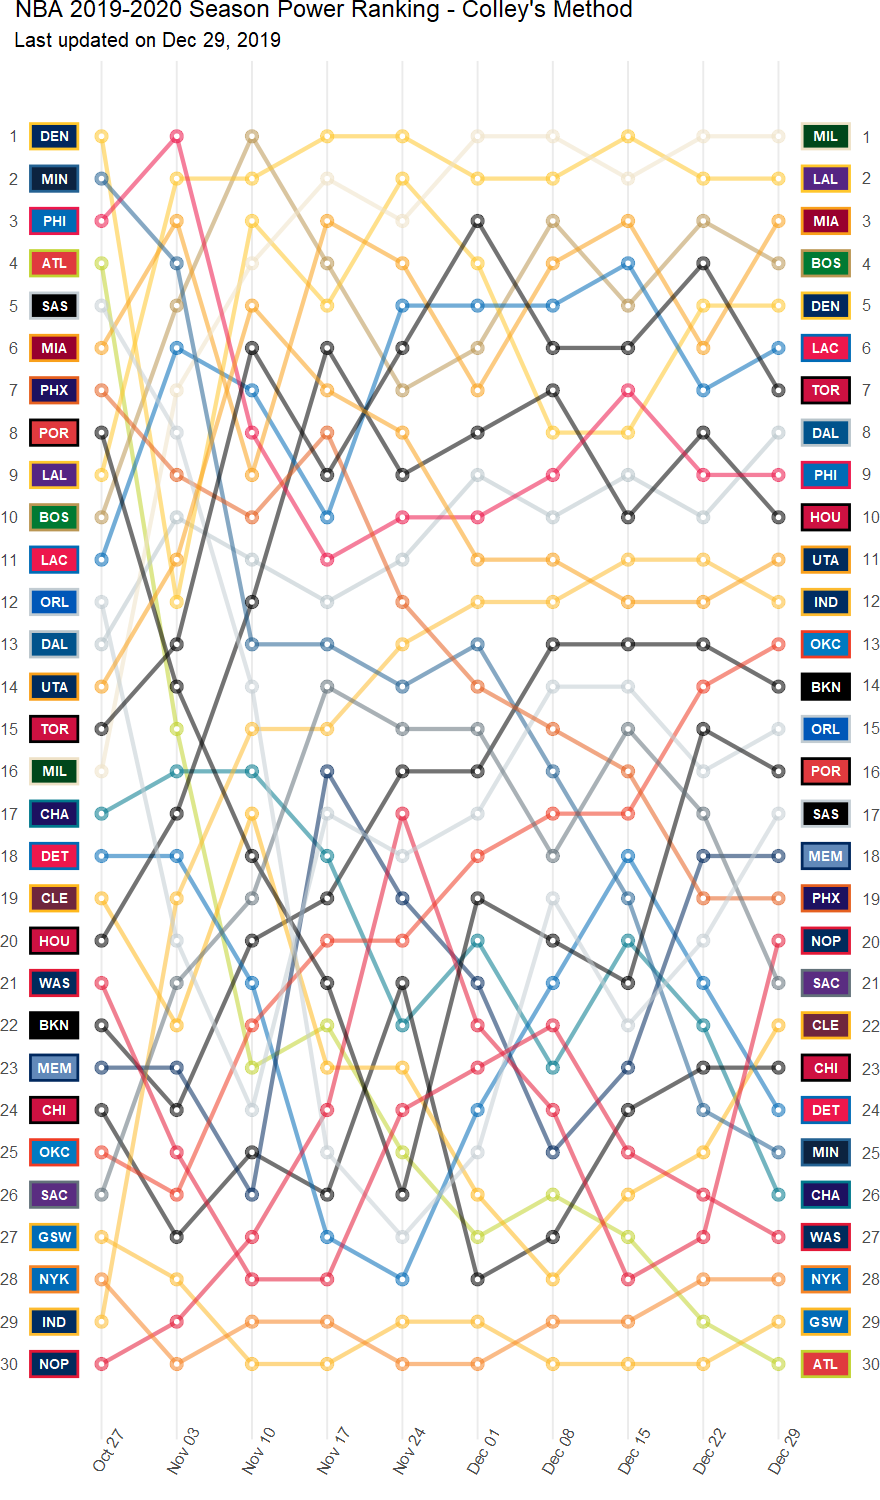 NBA 2019-2020 Season Power Ranking - Colley's Method
Last updated on Dec 29, 2019
1 DEN MIL 1
2 MIN LAL 2
3 PHI MIA 3
4 ATL BOS 4
5 SAS DEN 5
6 MIA LAC 6
7 PHX TOR 7
8 POR DAL 8
9 LAL PHI 9
10 BOS HOU 10
11 LAC UTA 11
12 ORL IND 12
13 DAL OKC 13
14 UTA BKN 14
15 TOR ORL 15
16 MIL POR 16
17 CHA SAS 17
18 DET MEM 18
19 CLE PHX 19
20 HOU NOP 20
21 WAS SAC 21
22 BKN CLE 22
23 MEM CHI 23
24 CHI DET 24
25 OKC MIN 25
26 SAC CHA 26
27 GSW WAS 27
28 NYK NYK 28
29 IND GSW 29
30 NOP ATL 30
Oct 27 Nov 03 Nov 10 Nov 17 Nov 24 Dec 01 Dec 08 Dec 15 Dec 22 Dec 29